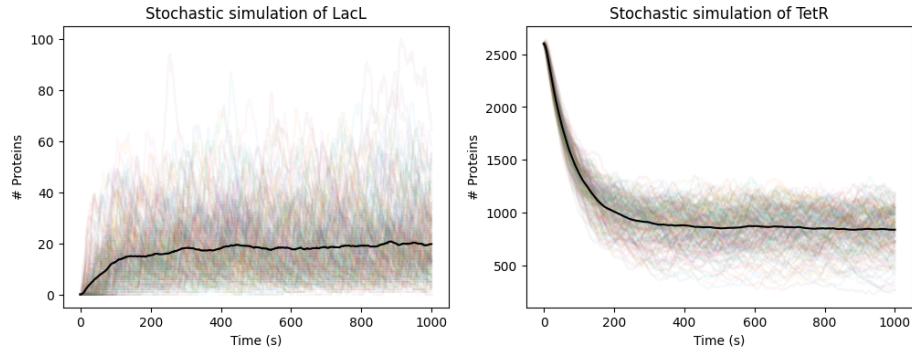 Stochastic simulation of LacL
# Proteins
100
80
60
40
20
0
0 200 400 600 800 1000
Time (s)
Stochastic simulation of TetR
# Proteins
2500
2000
1500
1000
500
0 200 400 600 800 1000
Time (s)